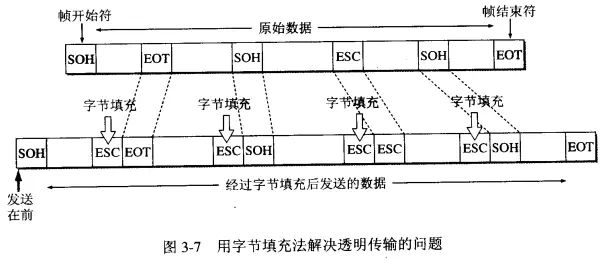 帧开始符 原始数据 帧结束符
SOH EOT SOH ESC SOH EOT
字节填充 字节填充 字节填充 字节填充
SOH ESC EOT ESC SOH ESC ESC ESC SOH EOT
发送在前
经过字节填充后发送的数据
图 3-7 用字节填充法解决透明传输的问题